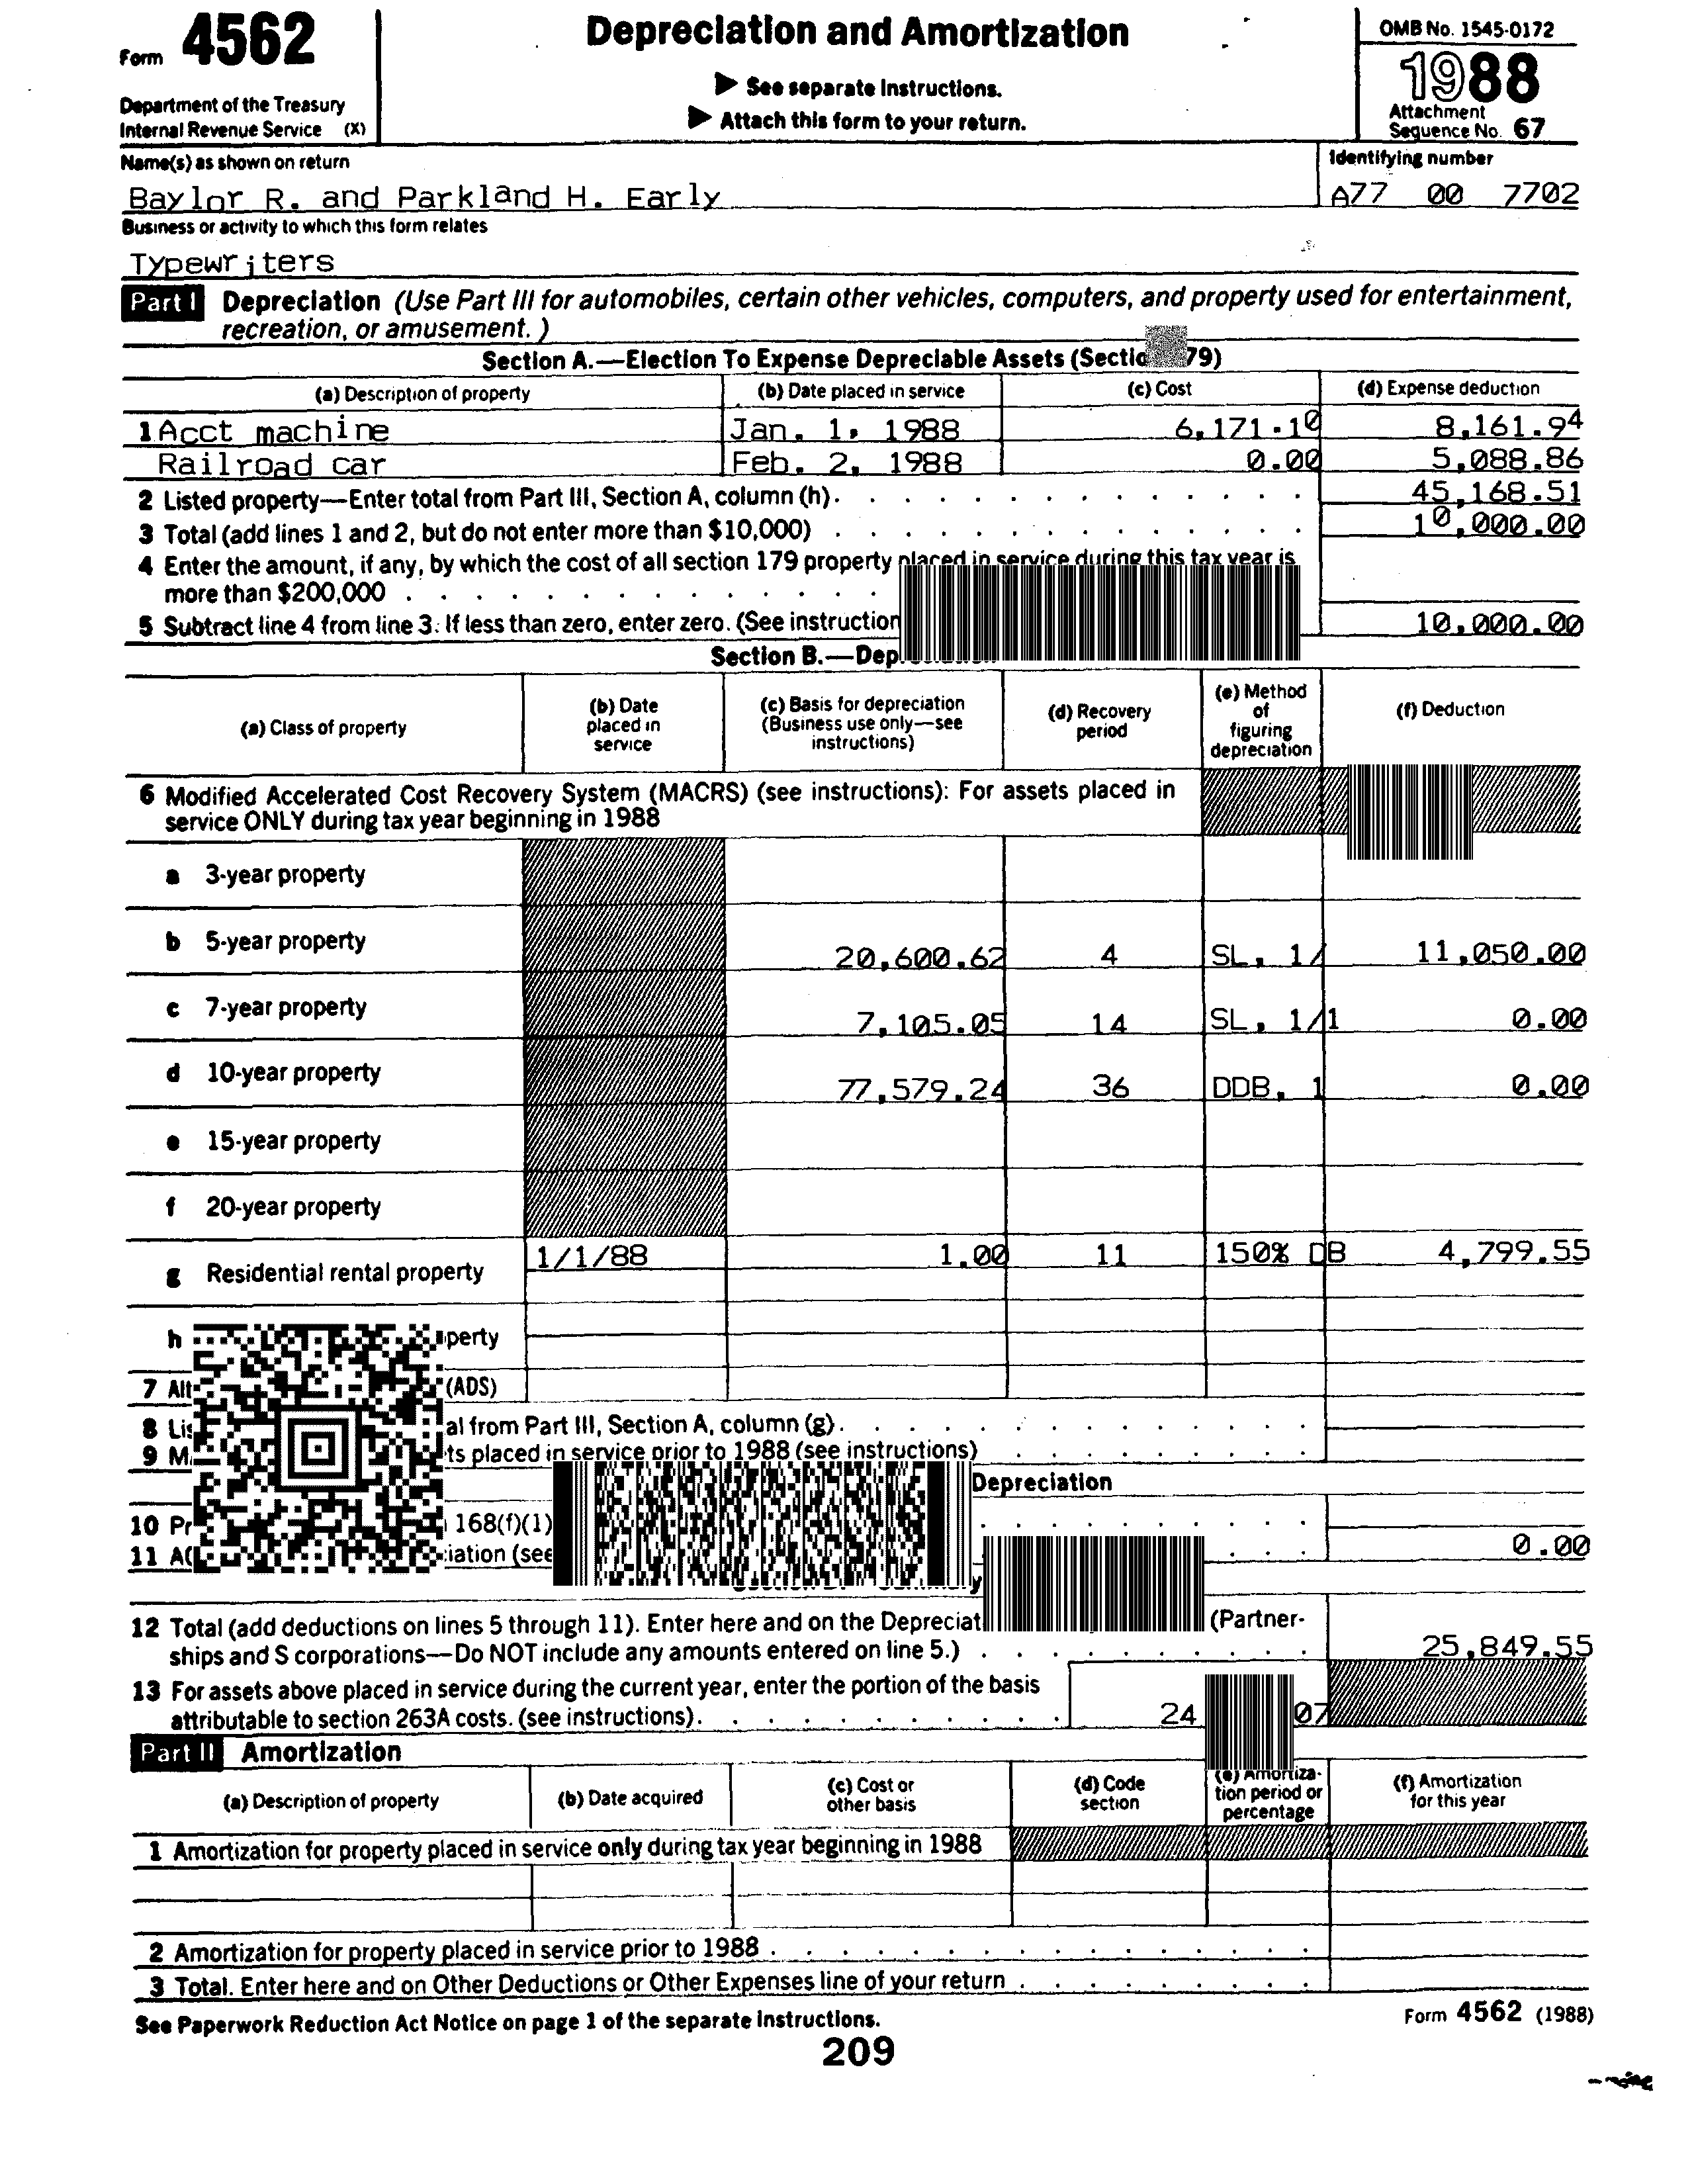 Form 4562
Depreciation and Amortization
OMB No. 1545-0172
▶ See separate Instructions.
1988
Department of the Treasury
▶ Attach this form to your return.
Attachment
Internal Revenue Service (X)
Sequence No. 67
Name(s) as shown on return
Identifying number
Baylor R. and Parkland H. Early
A77 00 7702
Business or activity to which this form relates
Typewriters
Part I Depreciation (Use Part III for automobiles, certain other vehicles, computers, and property used for entertainment,
recreation, or amusement.)
Section A.—Election To Expense Depreciable Assets (Sectio 79)
(a) Description of property (b) Date placed in service (c) Cost (d) Expense deduction
1 Acct machine Jan. 1, 1988 6,171.10 8,161.94
Railroad car Feb. 2, 1988 0.00 5,088.86
2 Listed property—Enter total from Part III, Section A, column (h). 45,168.51
3 Total (add lines 1 and 2, but do not enter more than $10,000) 10,000.00
4 Enter the amount, if any, by which the cost of all section 179 property placed in service during this tax year is
more than $200,000
5 Subtract line 4 from line 3. If less than zero, enter zero. (See instruction 10,000.00
Section B.—Dep
(a) Class of property (b) Date placed in service (c) Basis for depreciation (Business use only—see instructions) (d) Recovery period (e) Method of figuring depreciation (f) Deduction
6 Modified Accelerated Cost Recovery System (MACRS) (see instructions): For assets placed in
service ONLY during tax year beginning in 1988
a 3-year property
b 5-year property 20,600.62 4 SL, 1/ 11,050.00
c 7-year property 7,105.05 14 SL, 1/1 0.00
d 10-year property 77,579.24 36 DDB, 1 0.00
e 15-year property
f 20-year property
g Residential rental property 1/1/88 1.00 11 150% DB 4,799.55
h perty
7 Alt (ADS)
8 Lis al from Part III, Section A, column (g).
9 M ts placed in service prior to 1988 (see instructions)
Depreciation
10 Pr 168(f)(1)
11 AC iation (see 0.00
12 Total (add deductions on lines 5 through 11). Enter here and on the Depreciat (Partner-
ships and S corporations—Do NOT include any amounts entered on line 5.) 25,849.55
13 For assets above placed in service during the current year, enter the portion of the basis
attributable to section 263A costs. (see instructions). 24 07
Part II Amortization
(a) Description of property (b) Date acquired (c) Cost or other basis (d) Code section (e) Amortization period or percentage (f) Amortization for this year
1 Amortization for property placed in service only during tax year beginning in 1988
2 Amortization for property placed in service prior to 1988
3 Total. Enter here and on Other Deductions or Other Expenses line of your return
See Paperwork Reduction Act Notice on page 1 of the separate Instructions.
Form 4562 (1988)
209